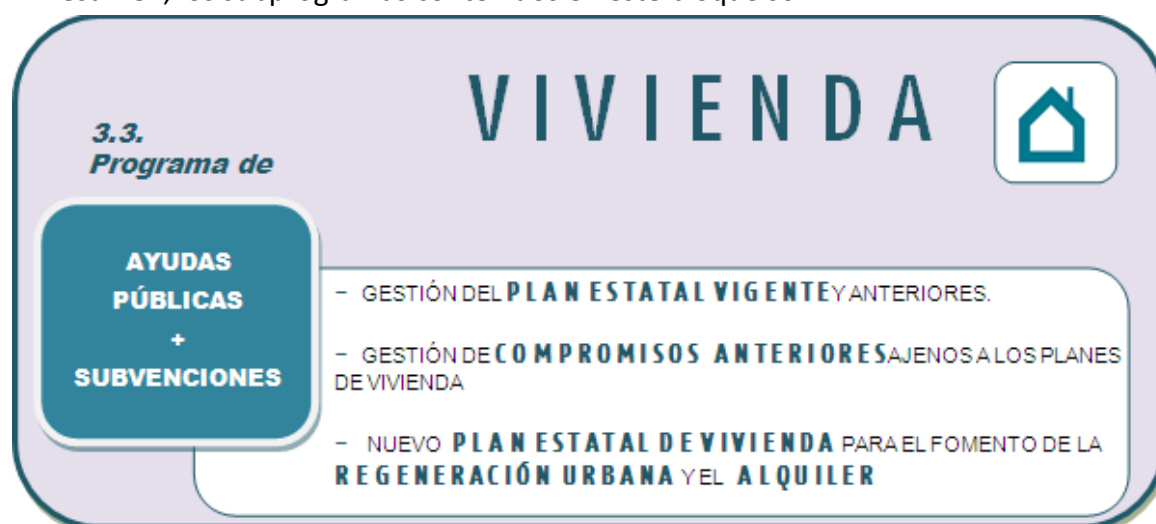 VIVIENDA
3.3.
Programa de
AYUDAS
PÚBLICAS
+
SUBVENCIONES
- GESTIÓN DEL PLAN ESTATAL VIGENTE Y ANTERIORES.
- GESTIÓN DE COMPROMISOS ANTERIORES AJENOS A LOS PLANES
DE VIVIENDA
- NUEVO PLAN ESTATAL DE VIVIENDA PARA EL FOMENTO DE LA
REGENERACIÓN URBANA Y EL ALQUILER